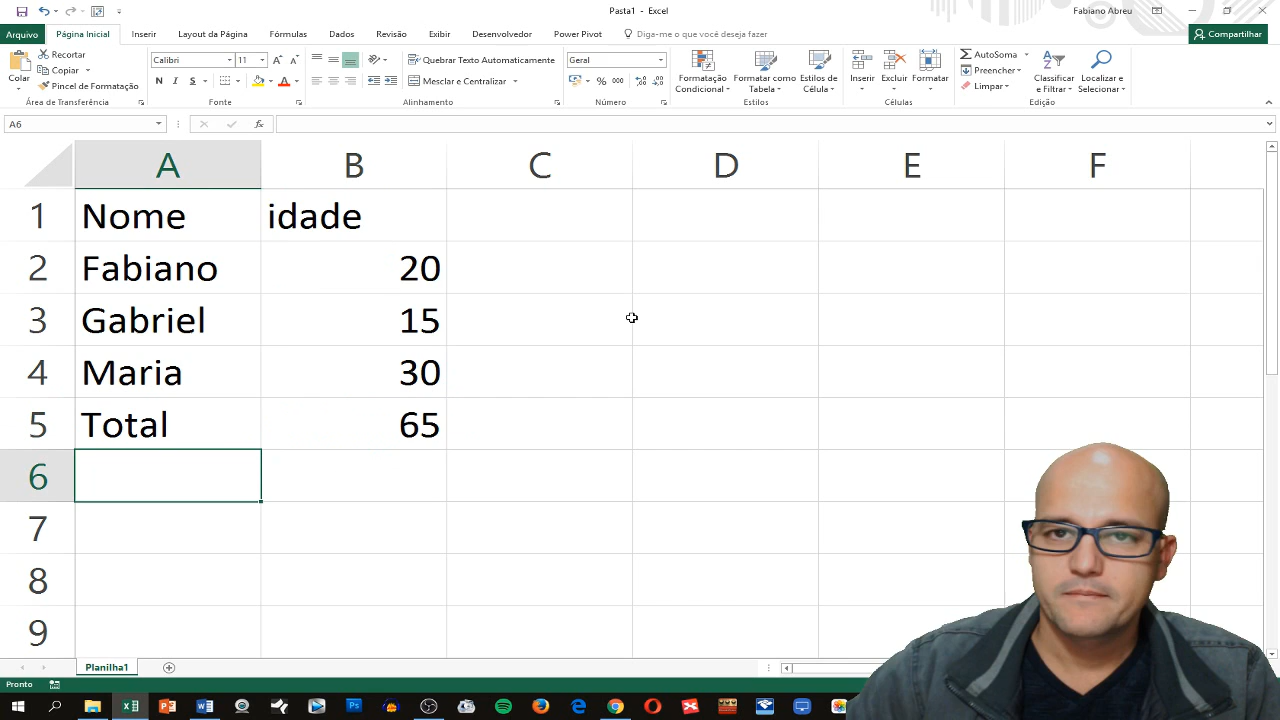 Pasta1 - Excel
Fabiano Abreu
Arquivo Página Inicial Inserir Layout da Página Fórmulas Dados Revisão Exibir Desenvolvedor Power Pivot Diga-me o que você deseja fazer Compartilhar
Colar
Recortar
Copiar
Pincel de Formatação
Área de Transferência
Calibri 11
N I S
Fonte
Quebrar Texto Automaticamente
Mesclar e Centralizar
Alinhamento
Geral
% 000
Número
Formatação Condicional
Formatar como Tabela
Estilos de Célula
Estilos
Inserir Excluir Formatar
Células
AutoSoma
Preencher
Limpar
Classificar e Filtrar
Localizar e Selecionar
Edição
A6
fx
A B C D E F
1 Nome idade
2 Fabiano 20
3 Gabriel 15
4 Maria 30
5 Total 65
6
7
8
9
Planilha1
Pronto